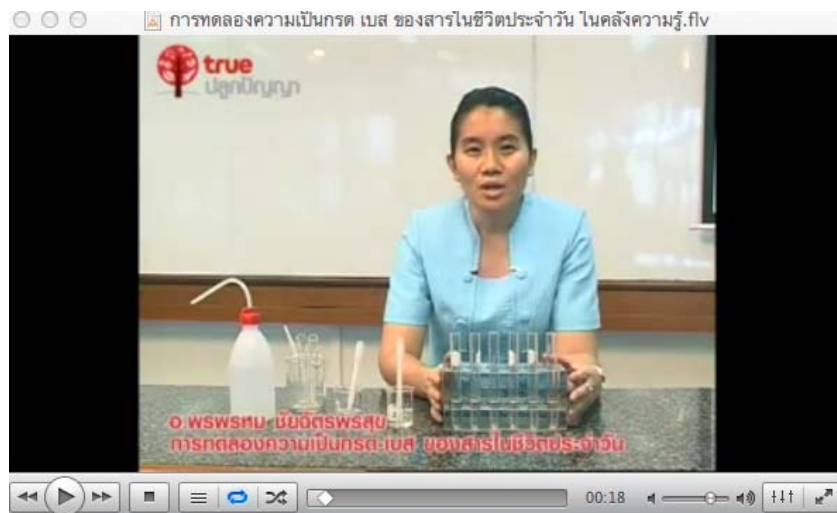 การทดลองความเป็นกรด เบส ของสารในชีวิตประจำวัน ในคลังความรู้.flv
true
ปลูกปัญญา
อ.พรพรหม ชัยฉัตรพรสุข
การทดลองความเป็นกรด-เบส ของสารในชีวิตประจำวัน
00:18